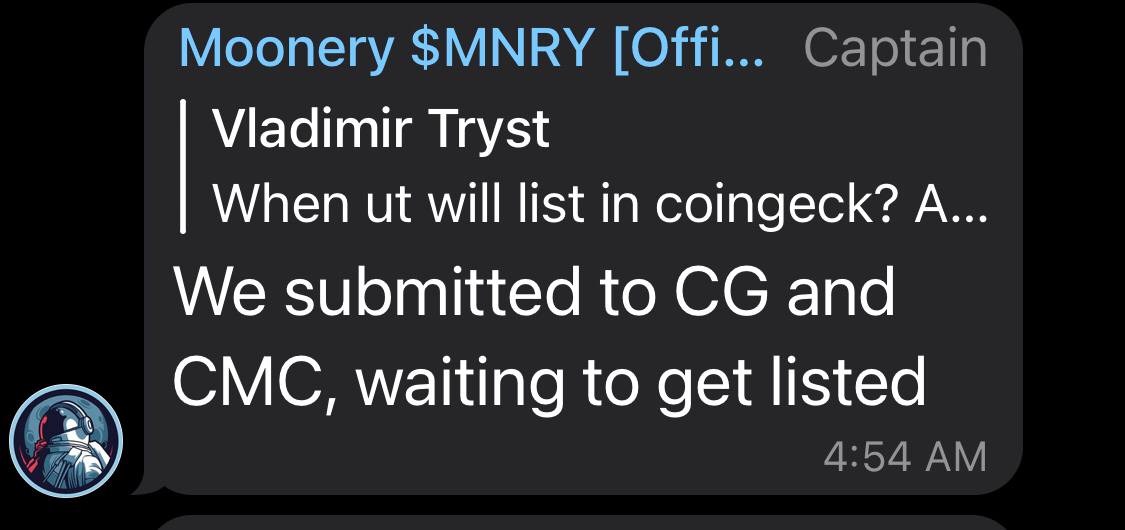 Moonery $MNRY [Offi... Captain
Vladimir Tryst
When ut will list in coingeck? A...
We submitted to CG and
CMC, waiting to get listed
4:54 AM